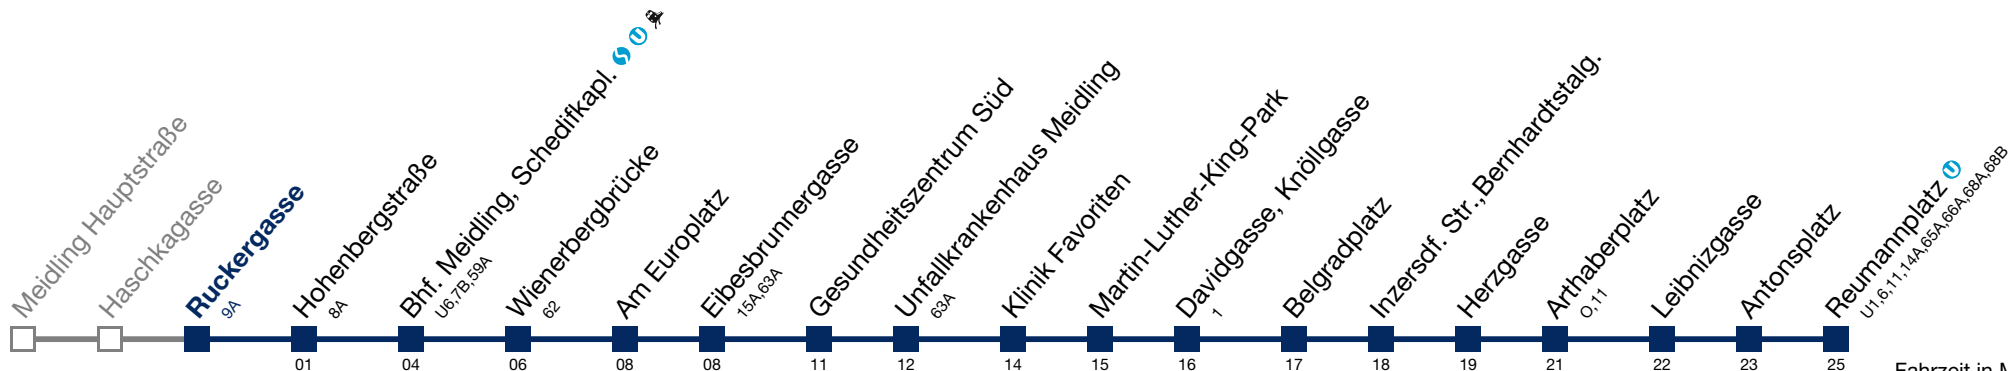 Meidling Hauptstraße
Haschkagasse
Ruckergasse
9A
Hohenbergstraße
8A
01
Bhf. Meidling, Schedifkapl.
U6,7B,59A
04
Wienerbergbrücke
62
06
Am Europlatz
08
Eibesbrunnergasse
15A,63A
08
Gesundheitszentrum Süd
11
Unfallkrankenhaus Meidling
63A
12
Klinik Favoriten
14
Martin-Luther-King-Park
15
Davidgasse, Knöllgasse
1
16
Belgradplatz
17
Inzersdf. Str.,Bernhardtstalg.
18
Herzgasse
19
Arthaberplatz
O,11
21
Leibnizgasse
22
Antonsplatz
23
Reumannplatz U
U1,6,11,14A,65A,66A,68A,68B
25
Fahrzeit in M